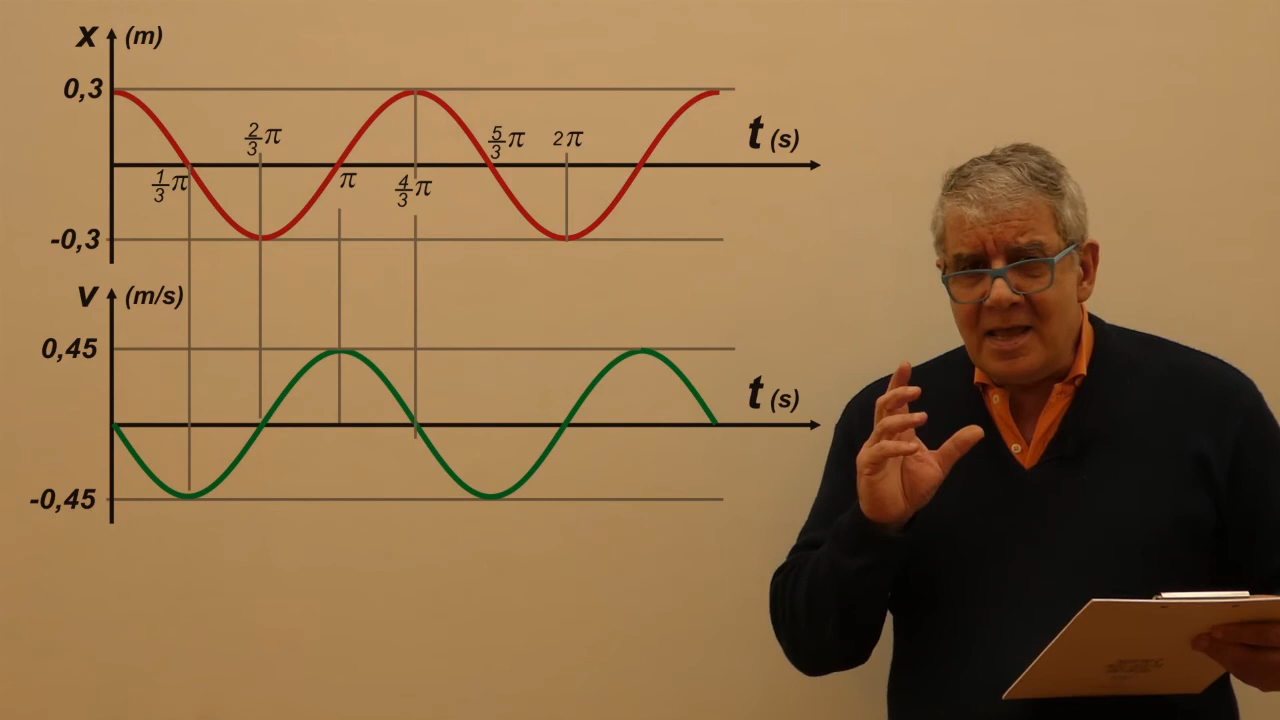 x (m)
0,3
2/3 π
5/3 π
2π
t (s)
1/3 π
π
4/3 π
-0,3
v (m/s)
0,45
t (s)
-0,45